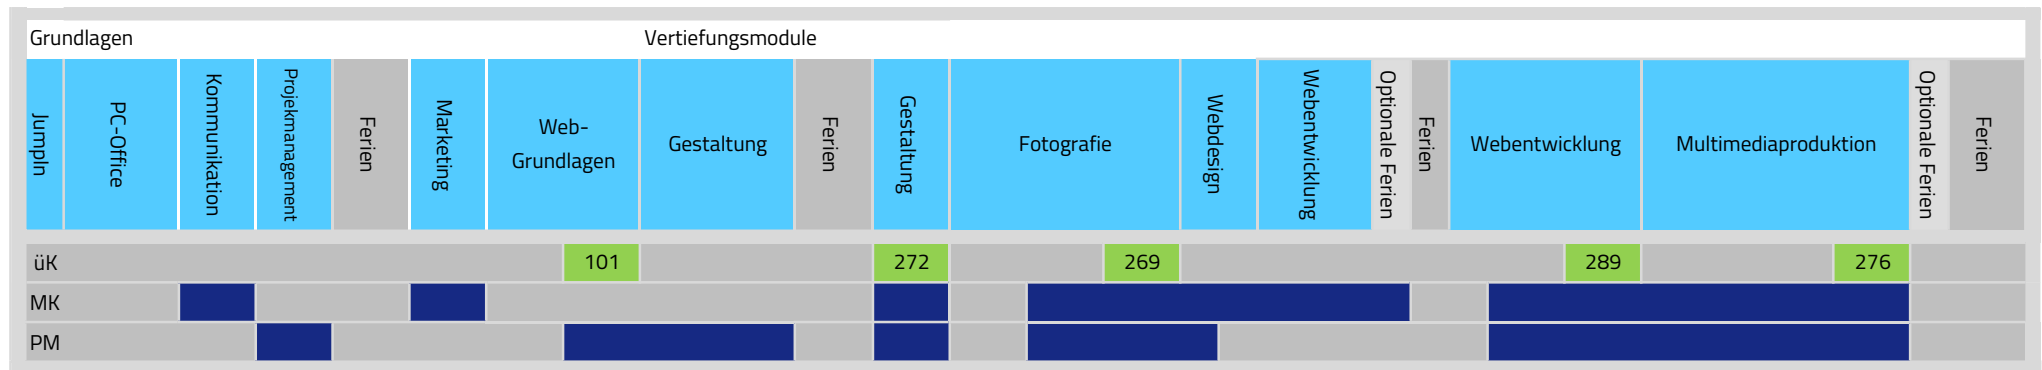 Grundlagen
Vertiefungsmodule
JumpIn
PC-Office
Kommunikation
Projekmanagement
Ferien
Marketing
Web-
Grundlagen
Gestaltung
Ferien
Gestaltung
Fotografie
Webdesign
Webentwicklung
Optionale Ferien
Ferien
Webentwicklung
Multimediaproduktion
Optionale Ferien
Ferien
üK
101
272
269
289
276
MK
PM